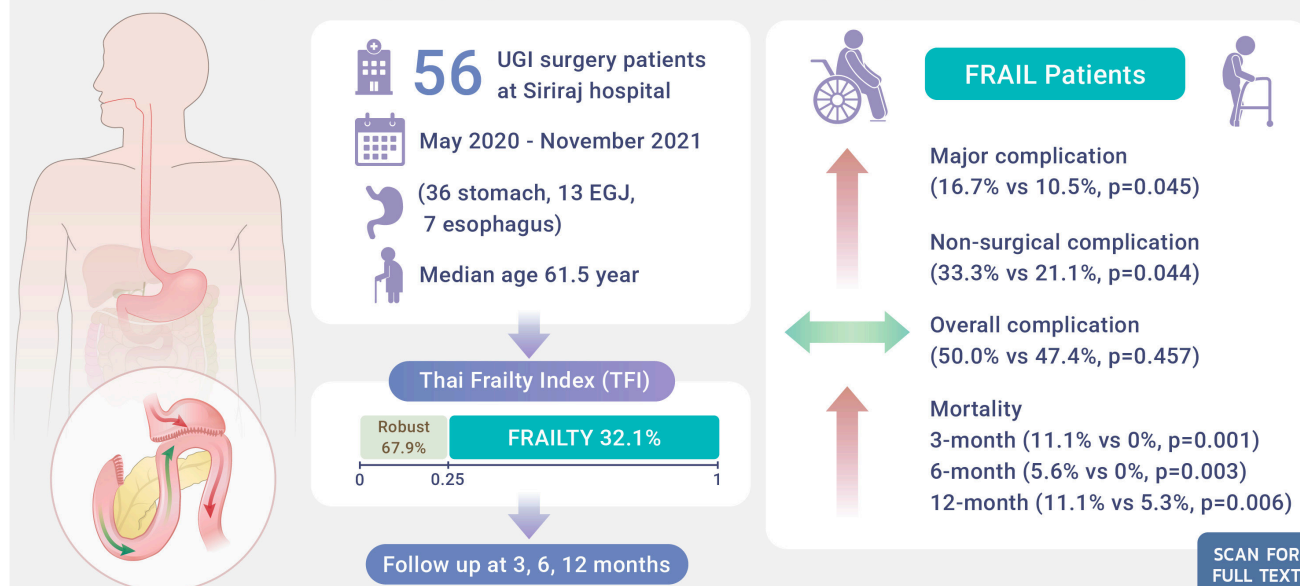 56 UGI surgery patients
at Siriraj hospital
May 2020 - November 2021
(36 stomach, 13 EGJ,
7 esophagus)
Median age 61.5 year
Thai Frailty Index (TFI)
Robust
67.9%
FRAILTY 32.1%
0 0.25 1
Follow up at 3, 6, 12 months
FRAIL Patients
Major complication
(16.7% vs 10.5%, p=0.045)
Non-surgical complication
(33.3% vs 21.1%, p=0.044)
Overall complication
(50.0% vs 47.4%, p=0.457)
Mortality
3-month (11.1% vs 0%, p=0.001)
6-month (5.6% vs 0%, p=0.003)
12-month (11.1% vs 5.3%, p=0.006)
SCAN FOR
FULL TEXT